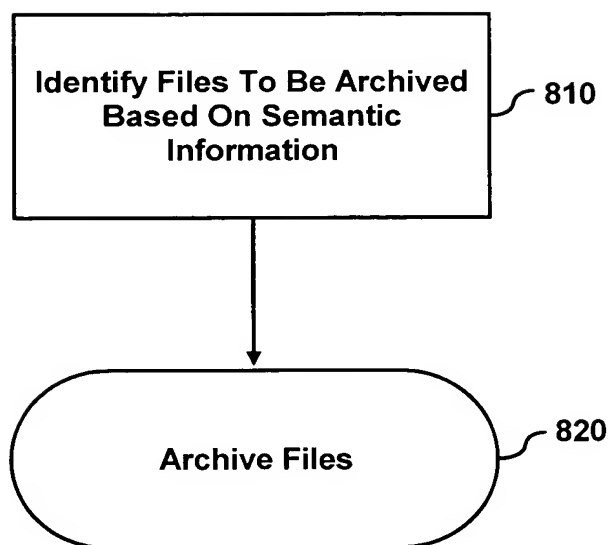 Identify Files To Be Archived
Based On Semantic
Information
810
Archive Files
820